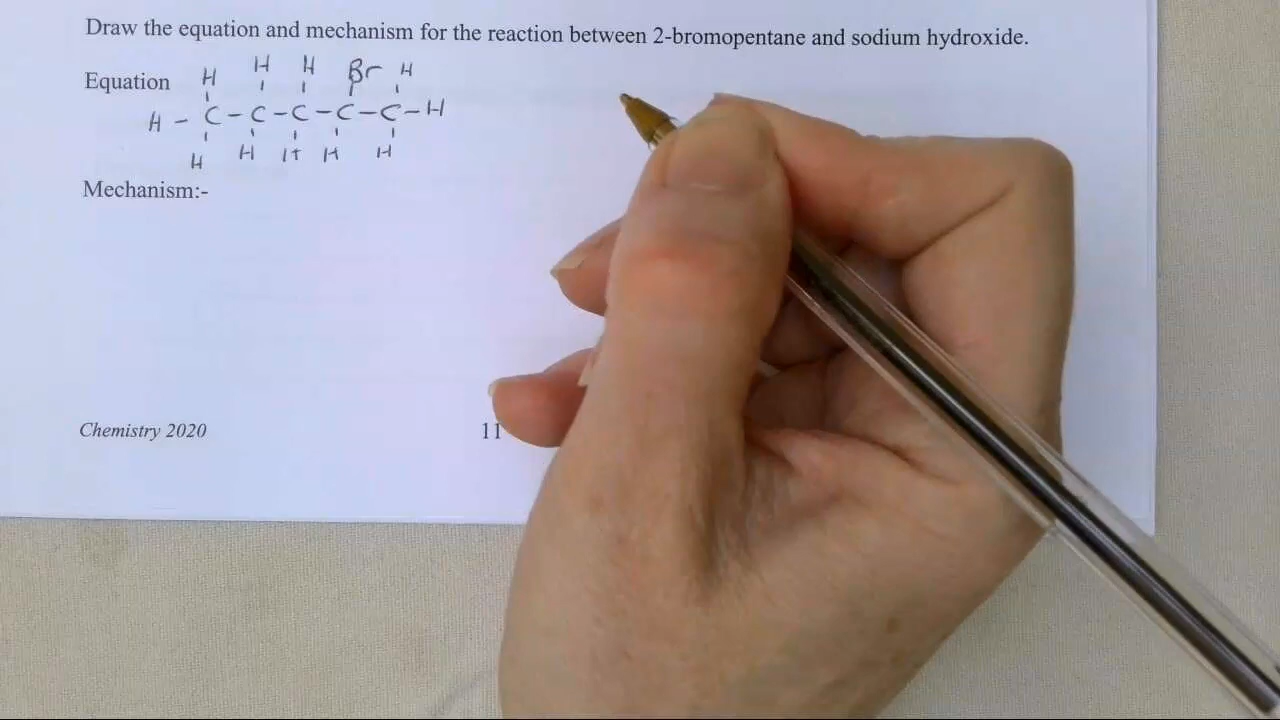 Draw the equation and mechanism for the reaction between 2-bromopentane and sodium hydroxide.
Equation
H H H Br H
H - C - C - C - C - C - H
H H H H H
Mechanism:-
Chemistry 2020
11